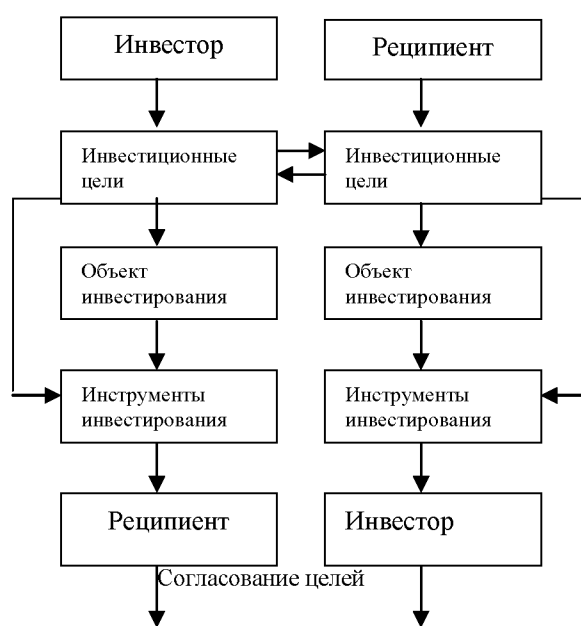 Инвестор
Реципиент
Инвестиционные
цели
Инвестиционные
цели
Объект
инвестирования
Объект
инвестирования
Инструменты
инвестирования
Инструменты
инвестирования
Реципиент
Инвестор
Согласование целей